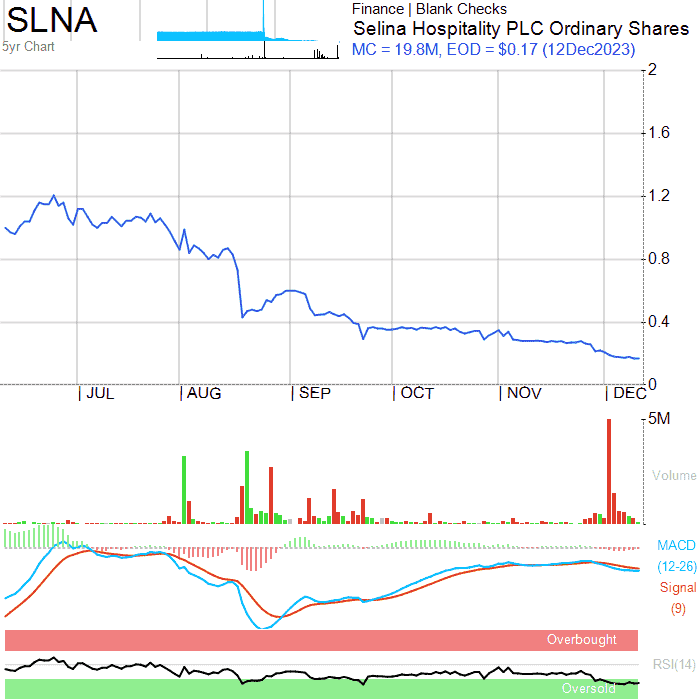 SLNA
5yr Chart
Finance | Blank Checks
Selina Hospitality PLC Ordinary Shares
MC = 19.8M, EOD = $0.17 (12Dec2023)
2
1.6
1.2
0.8
0.4
0
JUL
AUG
SEP
OCT
NOV
DEC
5M
Volume
MACD
(12-26)
Signal
(9)
Overbought
RSI(14)
Oversold